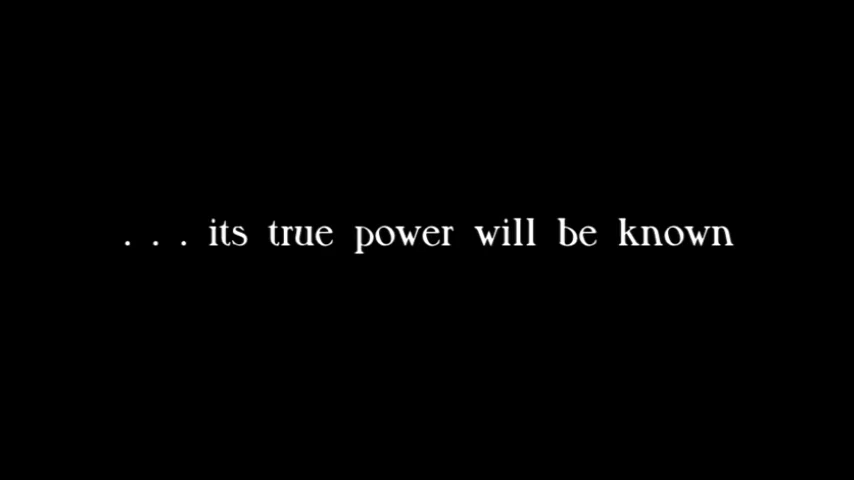 . . . its true power will be known